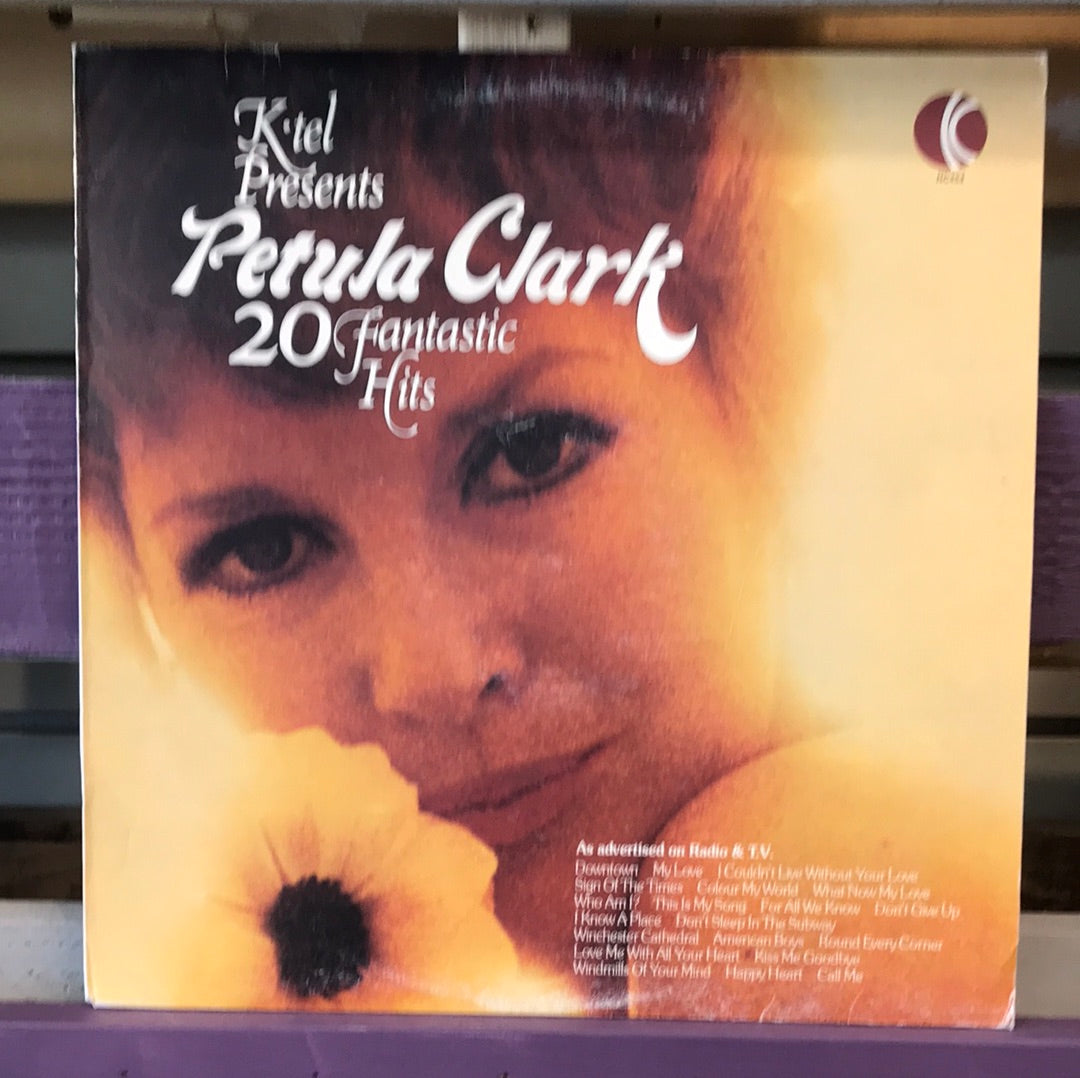 K·tel
Presents
Petula Clark
20 Fantastic
Hits
As advertised on Radio & T.V.
Downtown My Love I Couldn't Live Without Your Love
Sign Of The Times Colour My World What Now My Love
Who Am I? This Is My Song For All We Know Don't Give Up
I Know A Place Don't Sleep In The Subway
Winchester Cathedral American Boys Round Every Corner
Love Me With All Your Heart Kiss Me Goodbye
Windmills Of Your Mind Happy Heart Call Me